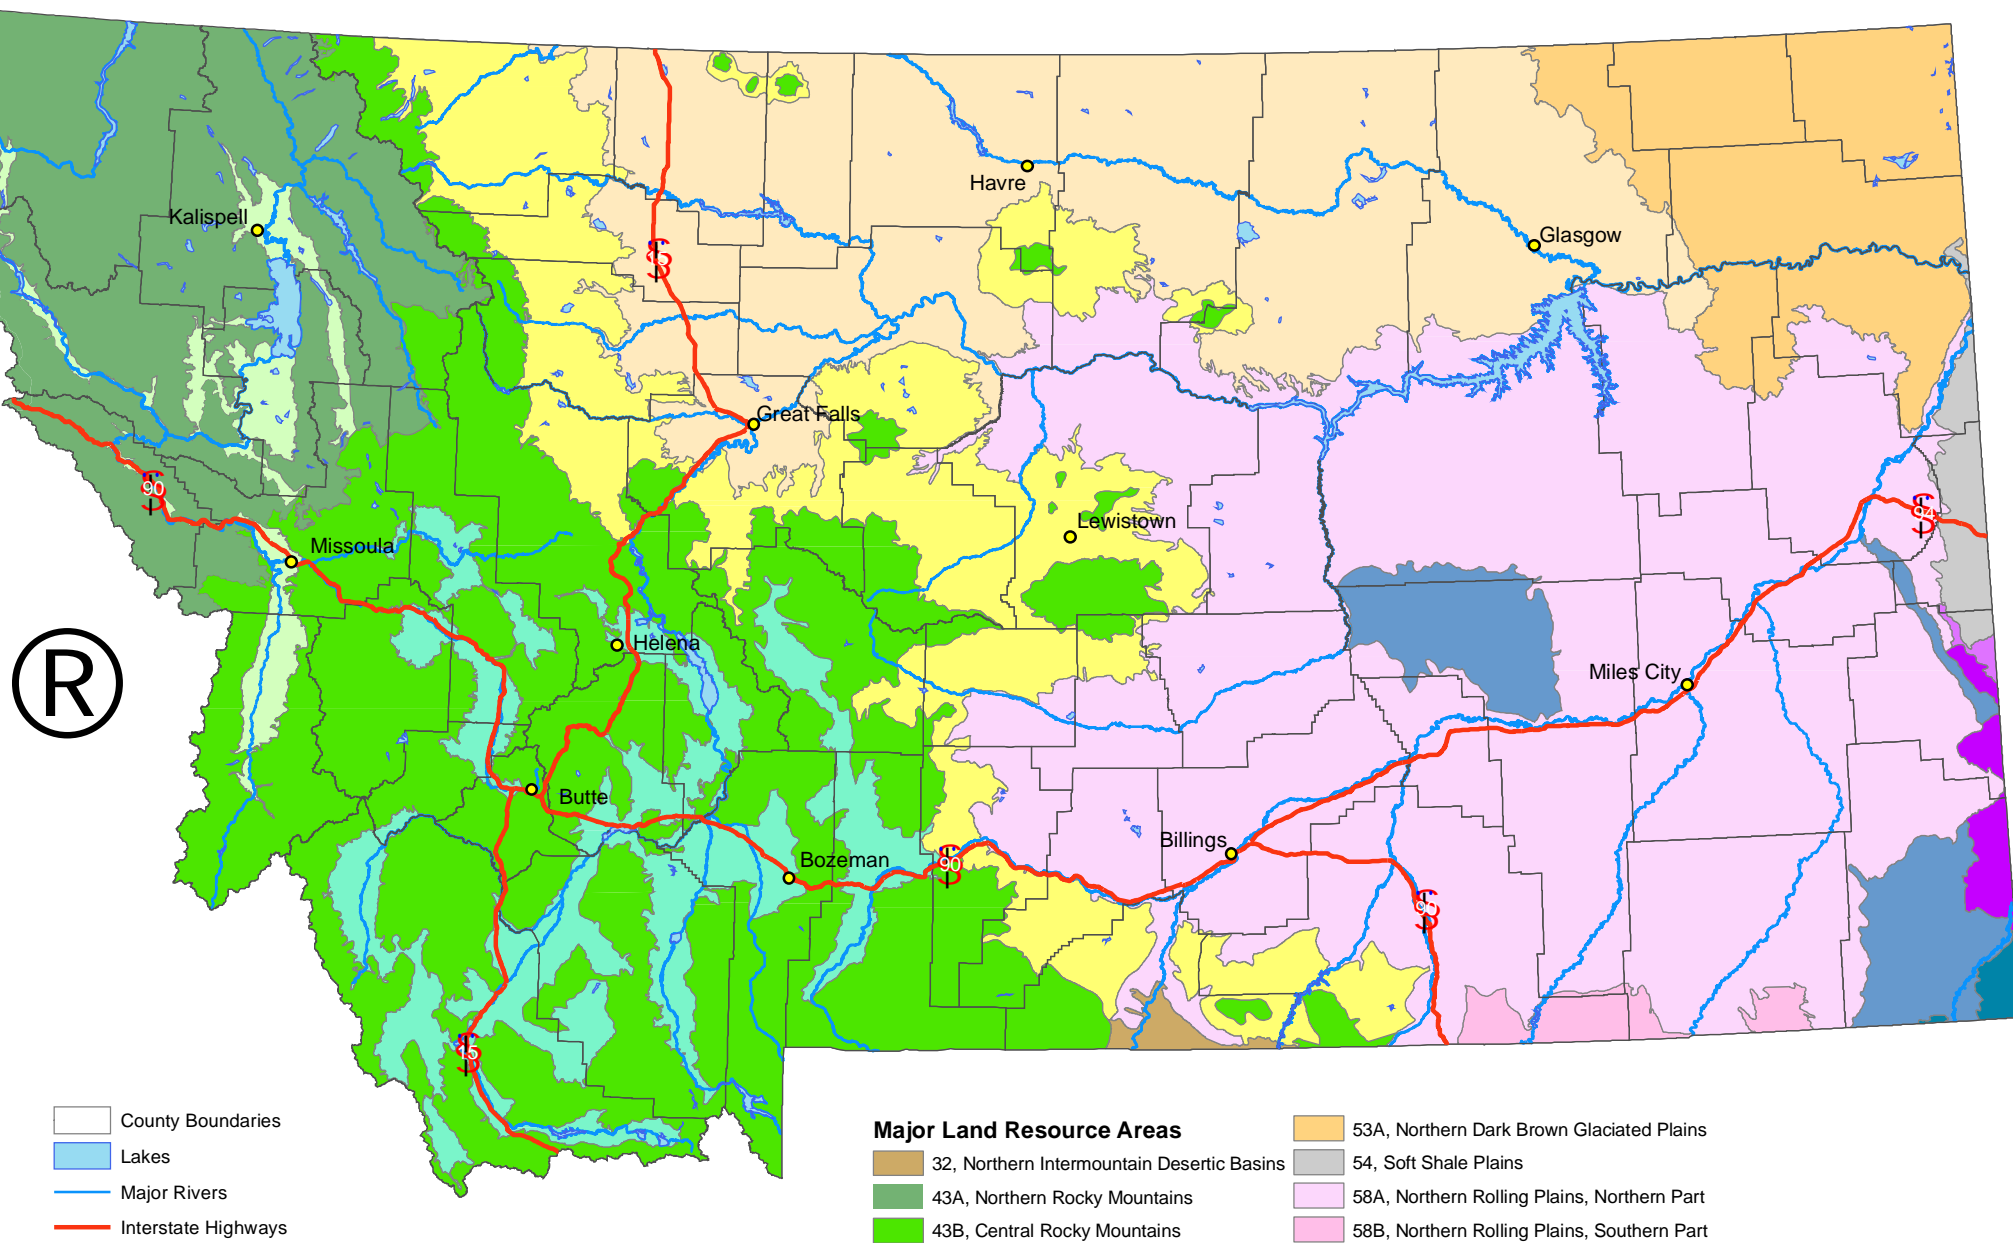 Havre
Kalispell
Glasgow
15
Great Falls
90
94
Lewistown
Missoula
Helena
Miles City
®
Butte
Billings
Bozeman
90
15
County Boundaries
Lakes
Major Rivers
Interstate Highways
Major Land Resource Areas
32, Northern Intermountain Desertic Basins
43A, Northern Rocky Mountains
43B, Central Rocky Mountains
53A, Northern Dark Brown Glaciated Plains
54, Soft Shale Plains
58A, Northern Rolling Plains, Northern Part
58B, Northern Rolling Plains, Southern Part